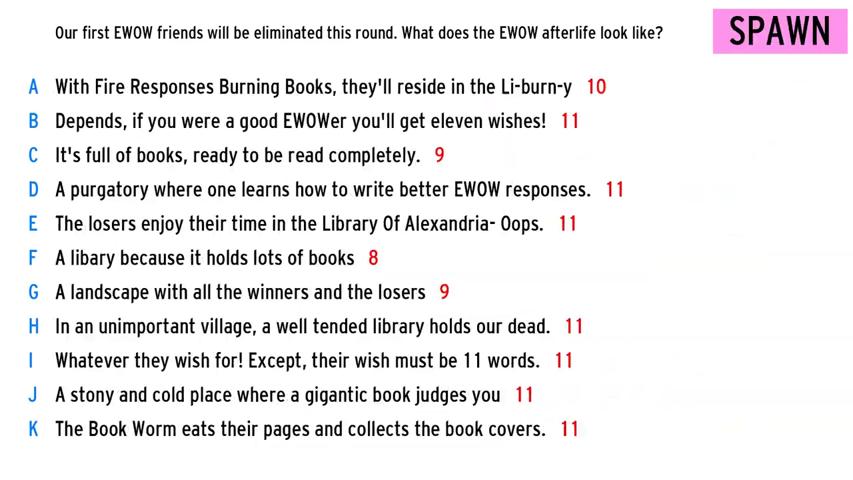 Our first EWOW friends will be eliminated this round. What does the EWOW afterlife look like?
SPAWN
A With Fire Responses Burning Books, they'll reside in the Li-burn-y 10
B Depends, if you were a good EWOWer you'll get eleven wishes! 11
C It's full of books, ready to be read completely. 9
D A purgatory where one learns how to write better EWOW responses. 11
E The losers enjoy their time in the Library Of Alexandria- Oops. 11
F A libary because it holds lots of books 8
G A landscape with all the winners and the losers 9
H In an unimportant village, a well tended library holds our dead. 11
I Whatever they wish for! Except, their wish must be 11 words. 11
J A stony and cold place where a gigantic book judges you 11
K The Book Worm eats their pages and collects the book covers. 11